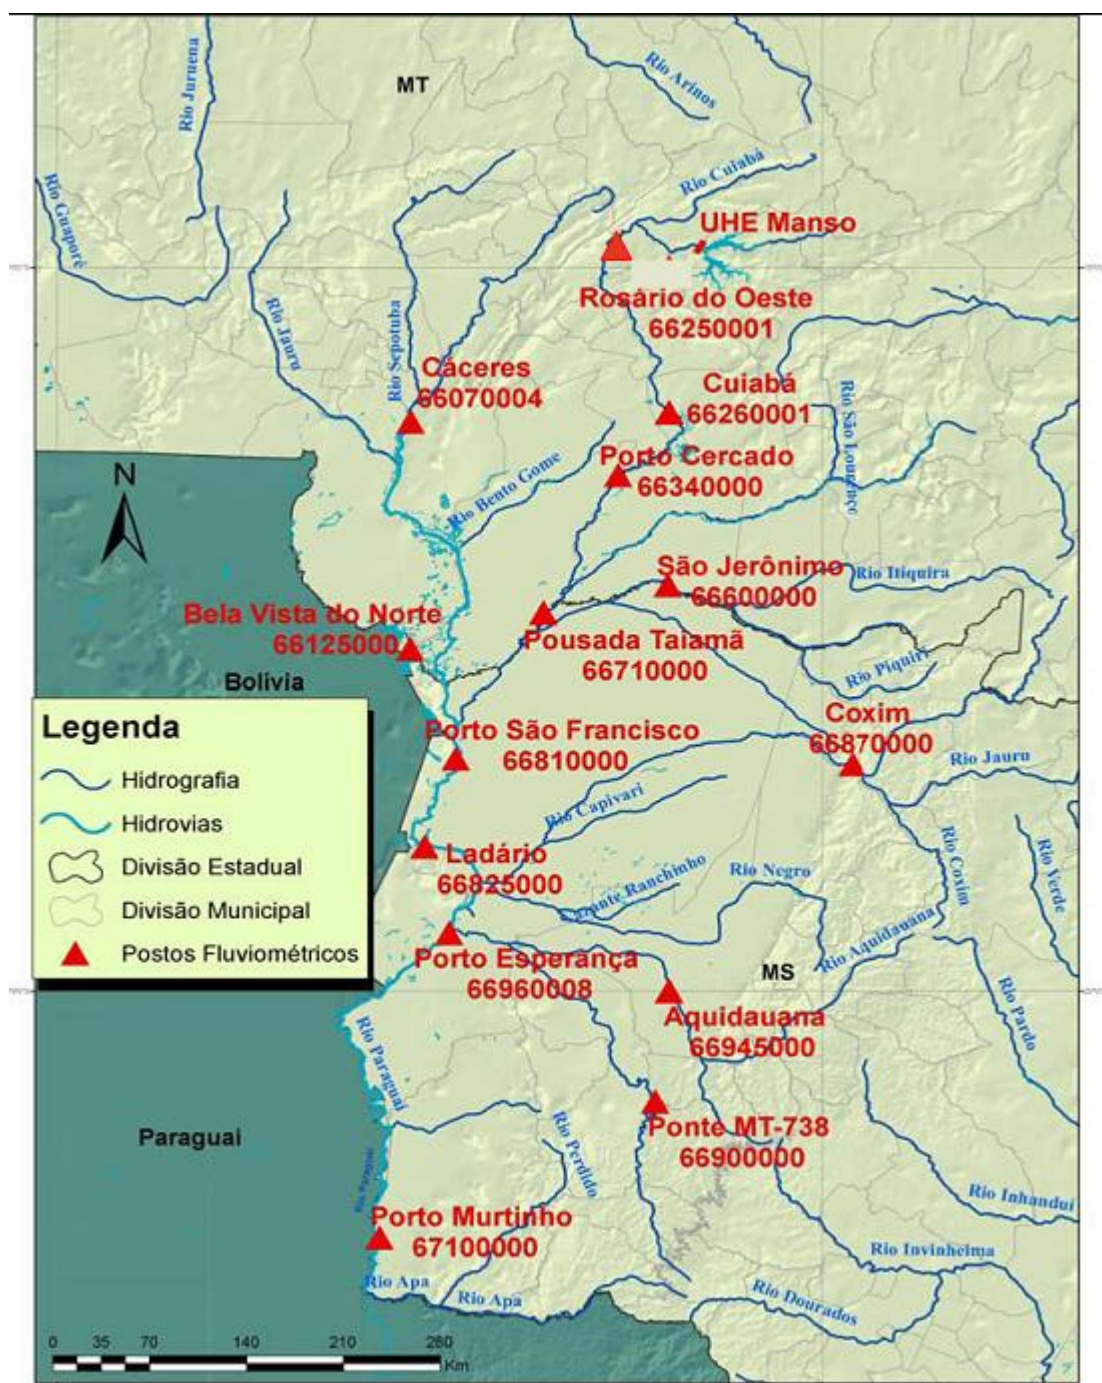 MT
Rio Juruena
Rio Arinos
Rio Cuiabá
Rio Guaporé
UHE Manso
Rosário do Oeste
66250001
Rio Jauru
Rio Sepotuba
Cáceres
66070004
Cuiabá
66260001
Rio São Lourenço
Porto Cercado
66340000
Rio Bento Gome
N
São Jerônimo
66600000
Rio Itiquira
Bela Vista do Norte
66125000
Pousada Taiamã
66710000
Rio Piquiri
Bolivia
Coxim
66870000
Porto São Francisco
66810000
Rio Jauru
Legenda
Hidrografia
Hidrovias
Divisão Estadual
Divisão Municipal
Postos Fluviométricos
Rio Capivari
Rio Coxim
Rio Verde
Ladário
66825000
Ranchinho
Rio Negro
Rio Aquidauana
Porto Esperança
66960008
MS
Aquidauana
66945000
Rio Pardo
Rio Paraguai
Ponte MT-738
66900000
Paraguai
Rio Perdido
Rio Paraguai
Rio Inhanduí
Porto Murtinho
67100000
Rio Invinheima
Rio Apa
Rio Apa
Rio Dourados
0 35 70 140 210 280
Km